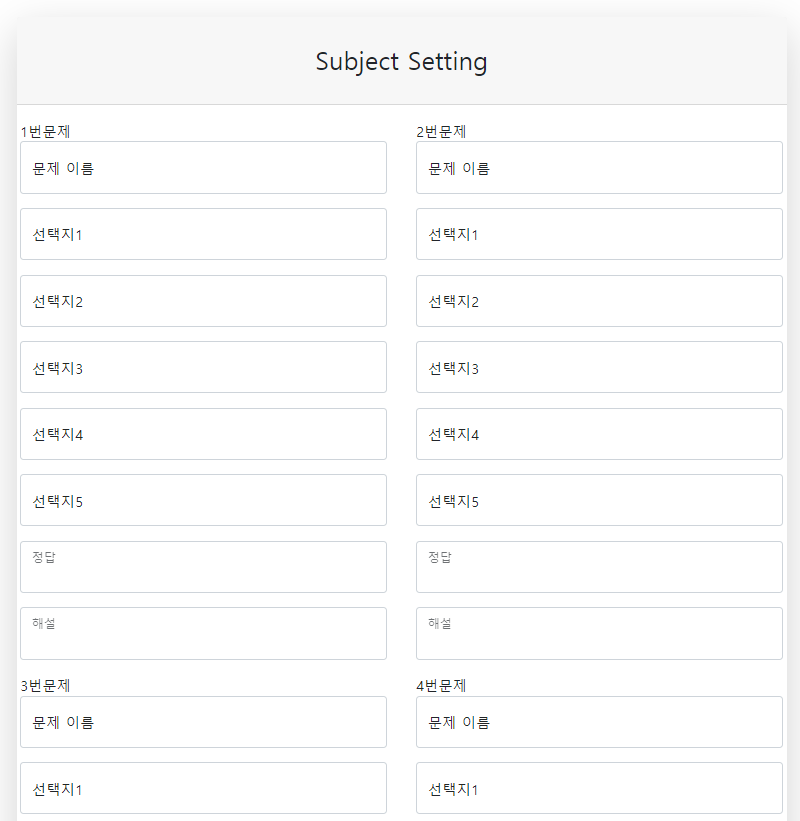 Subject Setting
1번문제
문제 이름
선택지1
선택지2
선택지3
선택지4
선택지5
정답
해설
2번문제
문제 이름
선택지1
선택지2
선택지3
선택지4
선택지5
정답
해설
3번문제
문제 이름
선택지1
4번문제
문제 이름
선택지1